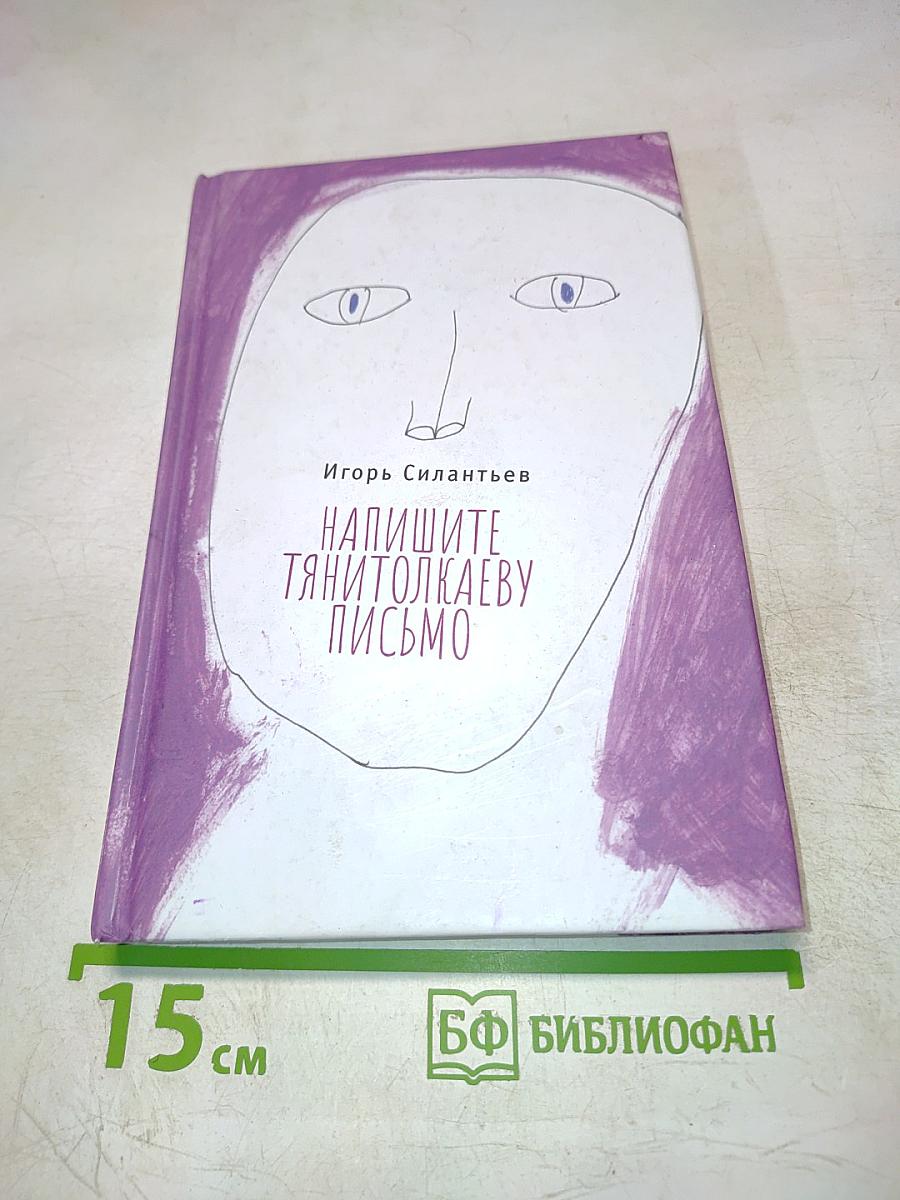 Игорь Силантьев
НАПИШИТЕ
ТЯНИТОЛКАЕВУ
ПИСЬМО
15 см
БФ БИБЛИОФАН